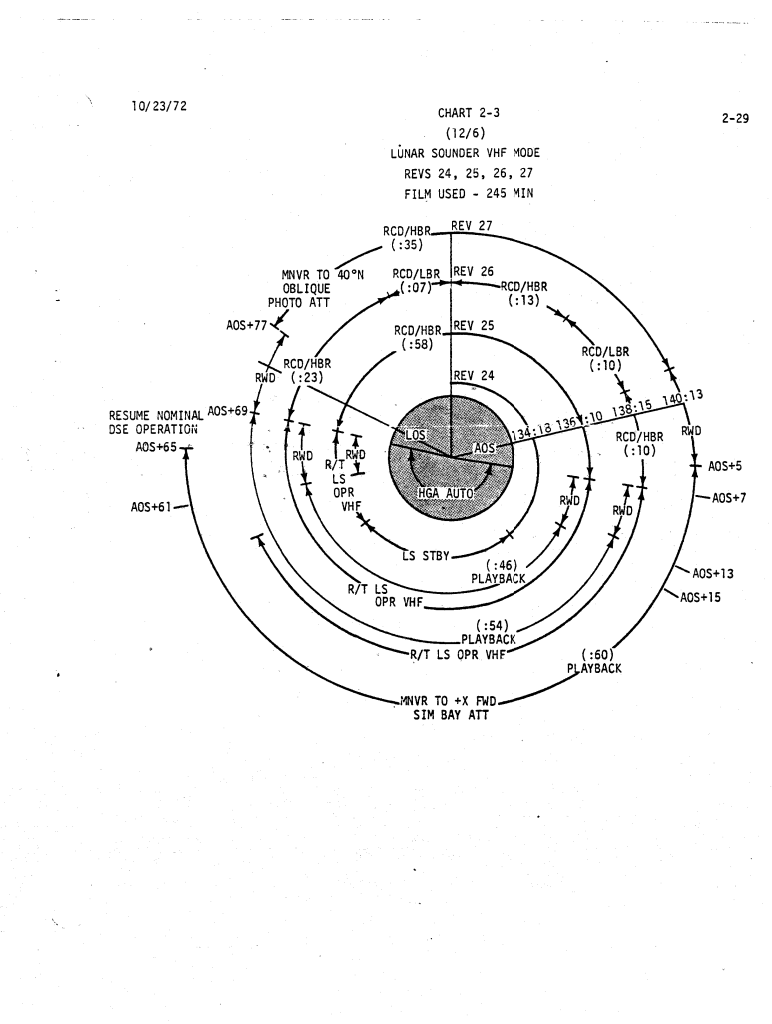 10/23/72
CHART 2-3
2-29
(12/6)
LUNAR SOUNDER VHF MODE
REVS 24, 25, 26, 27
FILM USED - 245 MIN
RCD/HBR
(:35)
REV 27
MNVR TO 40°N
OBLIQUE
PHOTO ATT
RCD/LBR
(:07)
REV 26
RCD/HBR
(:13)
AOS+77
RCD/HBR
(:58)
REV 25
RCD/LBR
(:10)
RWD
RCD/HBR
(:23)
REV 24
RESUME NOMINAL
DSE OPERATION
AOS+69
AOS+65
LOS
AOS
134:18
136:10
138:15
140:13
RCD/HBR
(:10)
RWD
AOS+5
RWD
R/T
LS
OPR
VHF
RWD
HGA AUTO
RWD
RWD
AOS+7
AOS+61
LS STBY
(:46)
PLAYBACK
AOS+13
AOS+15
R/T LS
OPR VHF
(:54)
PLAYBACK
R/T LS OPR VHF
(:60)
PLAYBACK
MNVR TO +X FWD
SIM BAY ATT